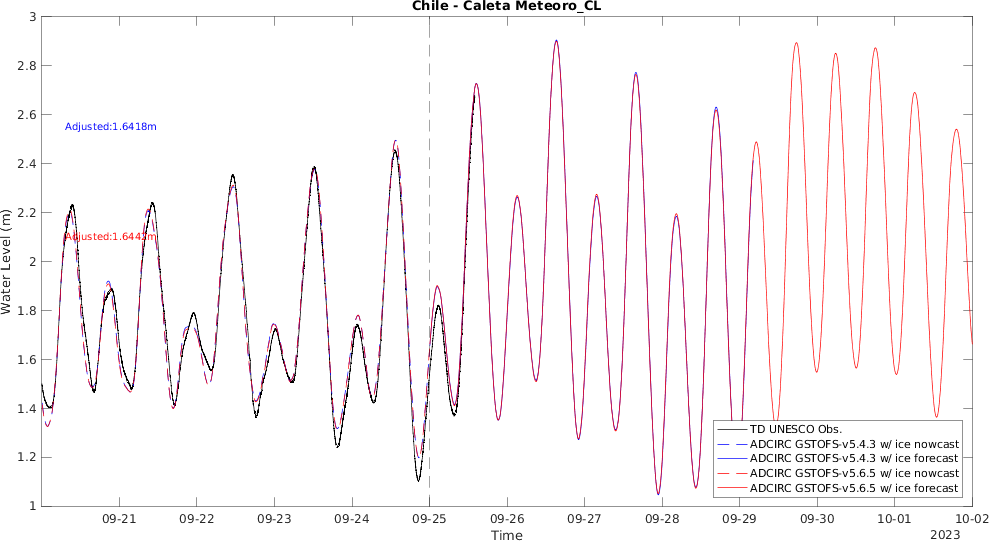 Chile - Caleta Meteoro_CL
3
2.8
2.6
2.4
2.2
2
1.8
1.6
1.4
1.2
1
Water Level (m)
Adjusted:1.6418m
TD UNESCO Obs.
ADCIRC GSTOFS-v5.4.3 w/ ice nowcast
ADCIRC GSTOFS-v5.4.3 w/ ice forecast
ADCIRC GSTOFS-v5.6.5 w/ ice nowcast
ADCIRC GSTOFS-v5.6.5 w/ ice forecast
09-21 09-22 09-23 09-24 09-25 09-26 09-27 09-28 09-29 09-30 10-01 10-02
Time
2023